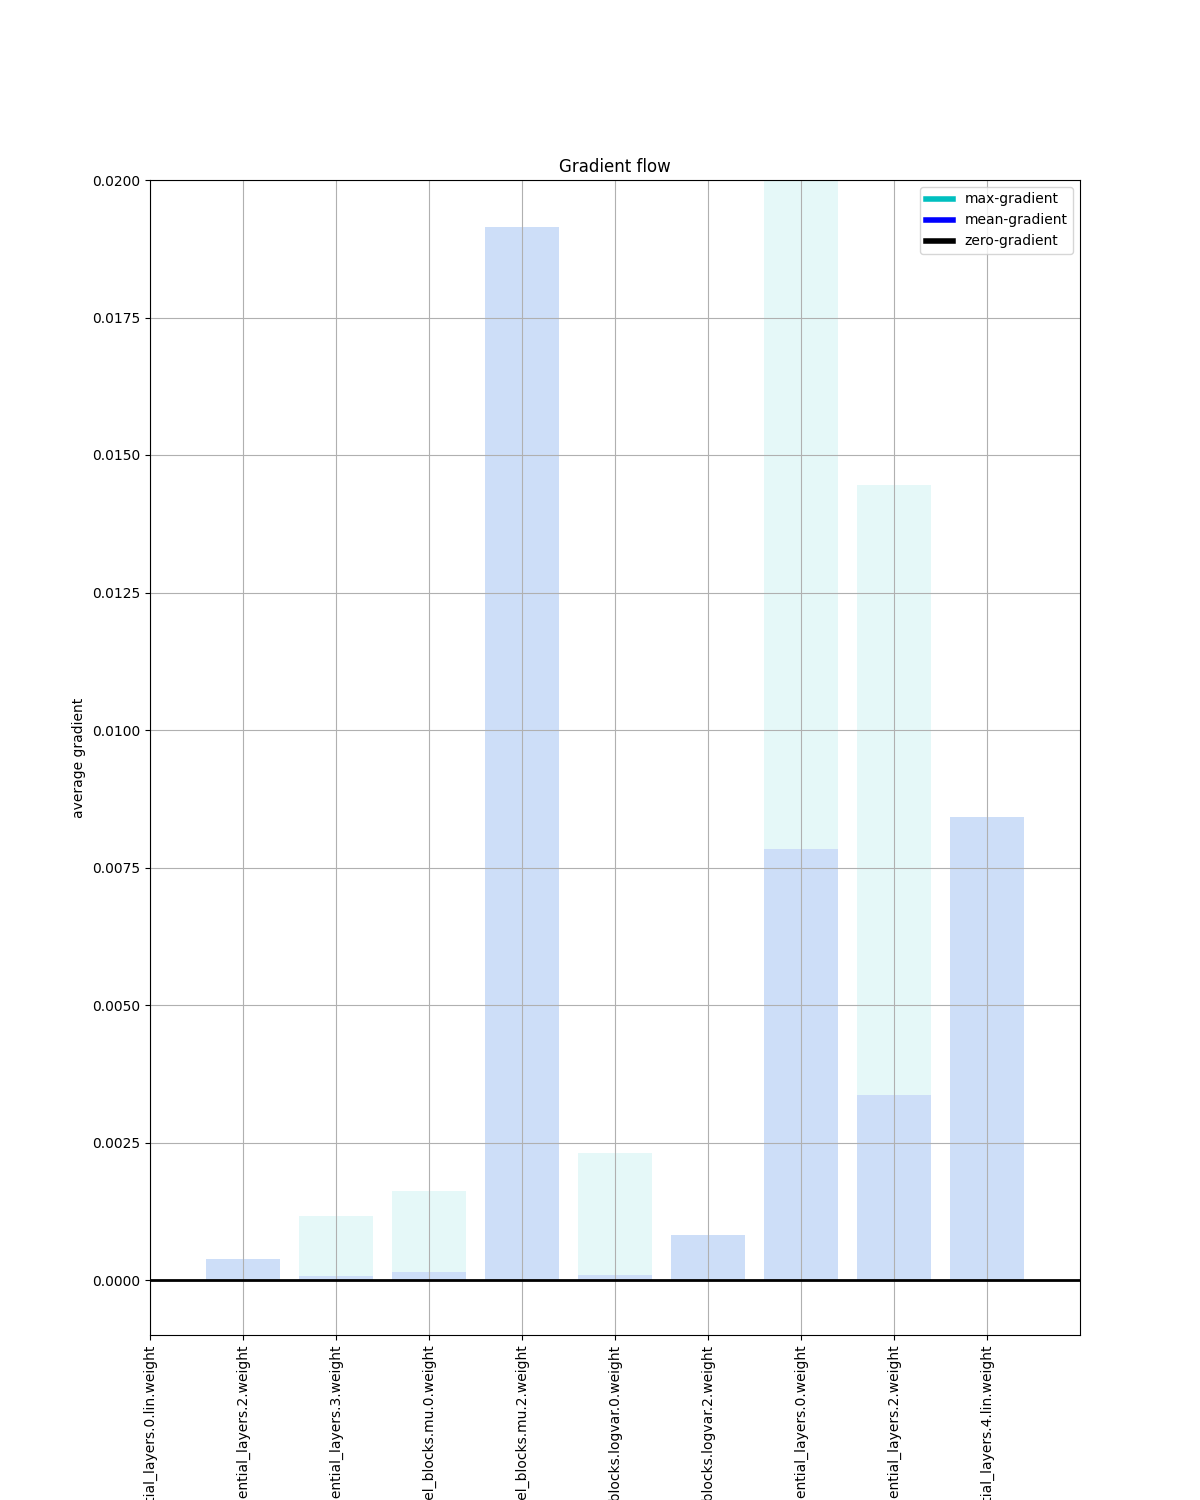 Gradient flow
max-gradient
mean-gradient
zero-gradient
0.0200
0.0175
0.0150
0.0125
0.0100
0.0075
0.0050
0.0025
0.0000
average gradient
tial_layers.0.lin.weight
ential_layers.2.weight
ential_layers.3.weight
el_blocks.mu.0.weight
el_blocks.mu.2.weight
blocks.logvar.0.weight
blocks.logvar.2.weight
ential_layers.0.weight
ential_layers.2.weight
tial_layers.4.lin.weight